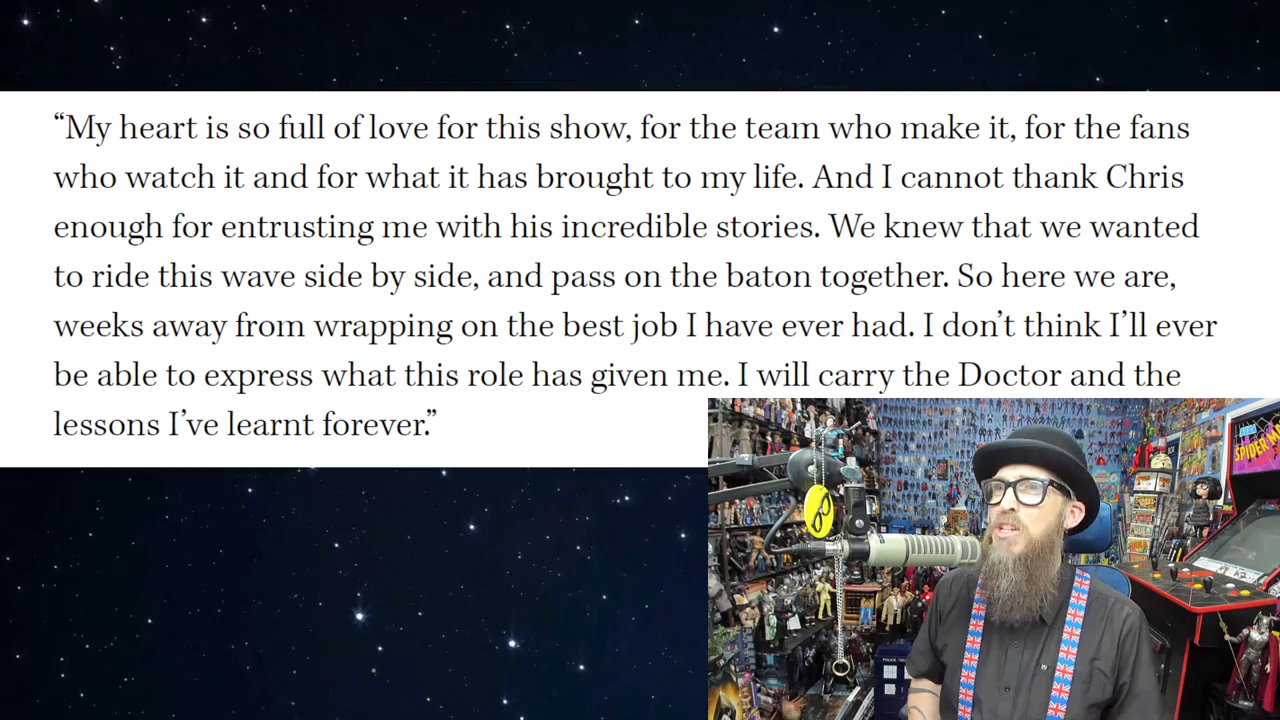 “My heart is so full of love for this show, for the team who make it, for the fans
who watch it and for what it has brought to my life. And I cannot thank Chris
enough for entrusting me with his incredible stories. We knew that we wanted
to ride this wave side by side, and pass on the baton together. So here we are,
weeks away from wrapping on the best job I have ever had. I don’t think I’ll ever
be able to express what this role has given me. I will carry the Doctor and the
lessons I’ve learnt forever.”
SEGA
SPIDER-M
POLICE